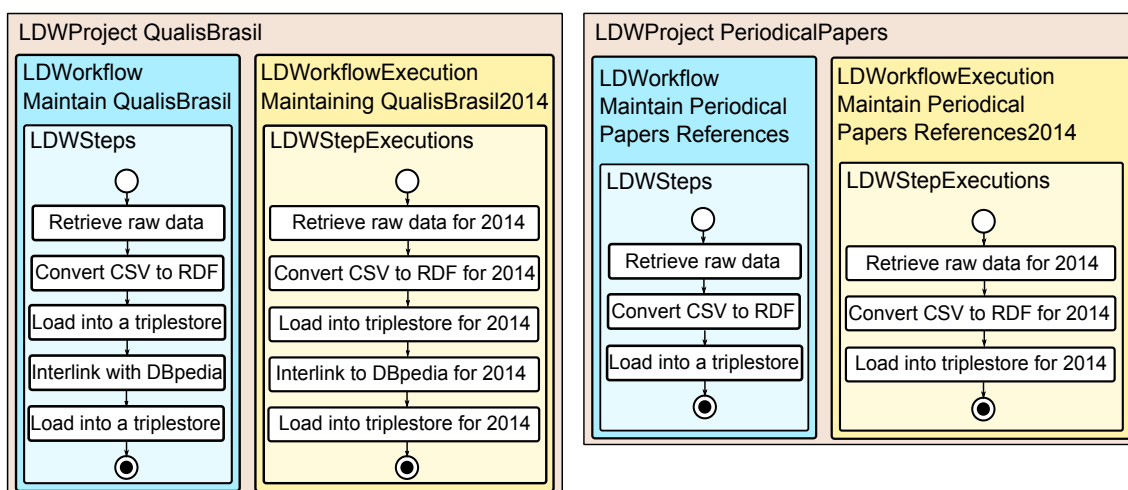 LDWProject QualisBrasil
LDWorkflow
Maintain QualisBrasil
LDWSteps
Retrieve raw data
Convert CSV to RDF
Load into a triplestore
Interlink with DBpedia
Load into a triplestore
LDWorkflowExecution
Maintaining QualisBrasil2014
LDWStepExecutions
Retrieve raw data for 2014
Convert CSV to RDF for 2014
Load into triplestore for 2014
Interlink to DBpedia for 2014
Load into triplestore for 2014
LDWProject PeriodicalPapers
LDWorkflow
Maintain Periodical
Papers References
LDWSteps
Retrieve raw data
Convert CSV to RDF
Load into a triplestore
LDWorkflowExecution
Maintain Periodical
Papers References2014
LDWStepExecutions
Retrieve raw data for 2014
Convert CSV to RDF for 2014
Load into triplestore for 2014